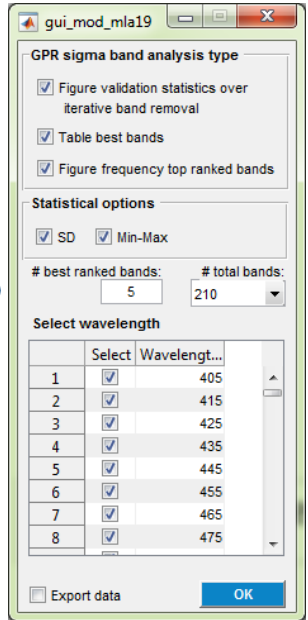 gui_mod_mla19
GPR sigma band analysis type
Figure validation statistics over
iterative band removal
Table best bands
Figure frequency top ranked bands
Statistical options
SD Min-Max
# best ranked bands: # total bands:
5 210
Select wavelength
Select Wavelengt...
1 405
2 415
3 425
4 435
5 445
6 455
7 465
8 475
Export data OK